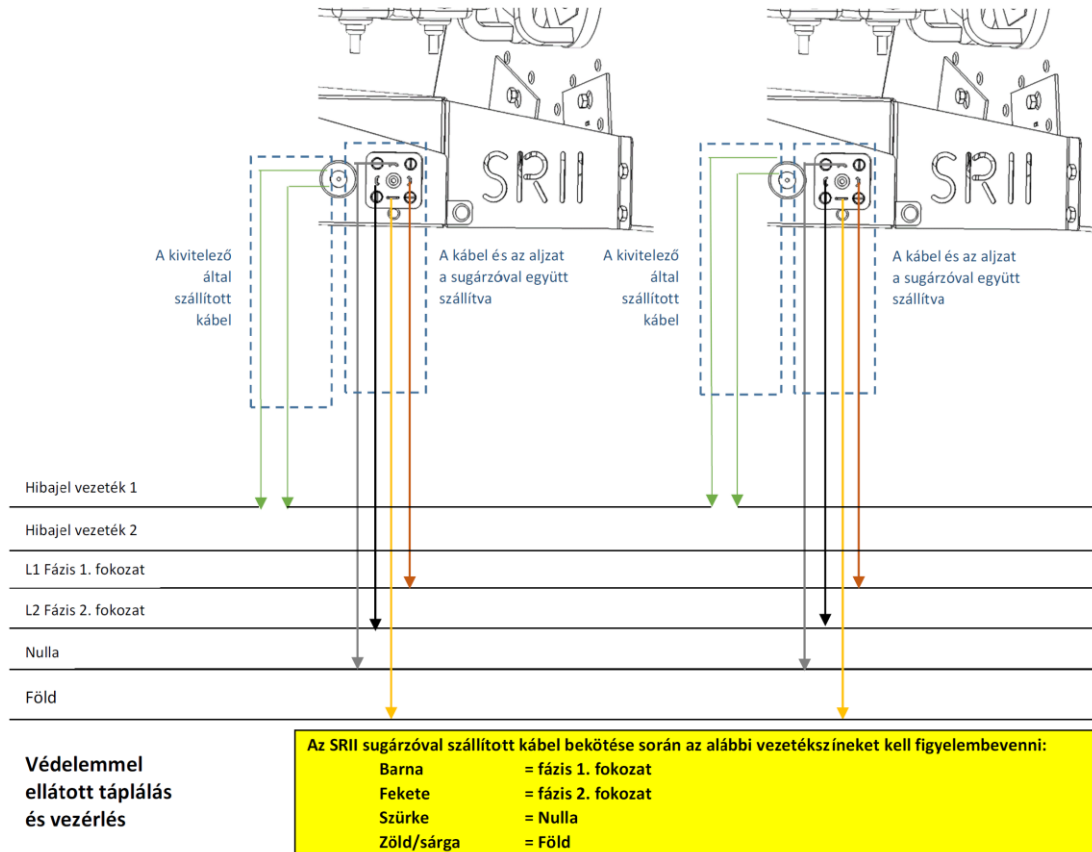 SRII
SRII
A kivitelező
által
szállított
kábel
A kábel és az aljzat
a sugárzóval együtt
szállítva
A kivitelező
által
szállított
kábel
A kábel és az aljzat
a sugárzóval együtt
szállítva
Hibajel vezeték 1
Hibajel vezeték 2
L1 Fázis 1. fokozat
L2 Fázis 2. fokozat
Nulla
Föld
Védelemmel
ellátott táplálás
és vezérlés
Az SRII sugárzóval szállított kábel bekötése során az alábbi vezetékszíneket kell figyelembevenni:
Barna = fázis 1. fokozat
Fekete = fázis 2. fokozat
Szürke = Nulla
Zöld/sárga = Föld